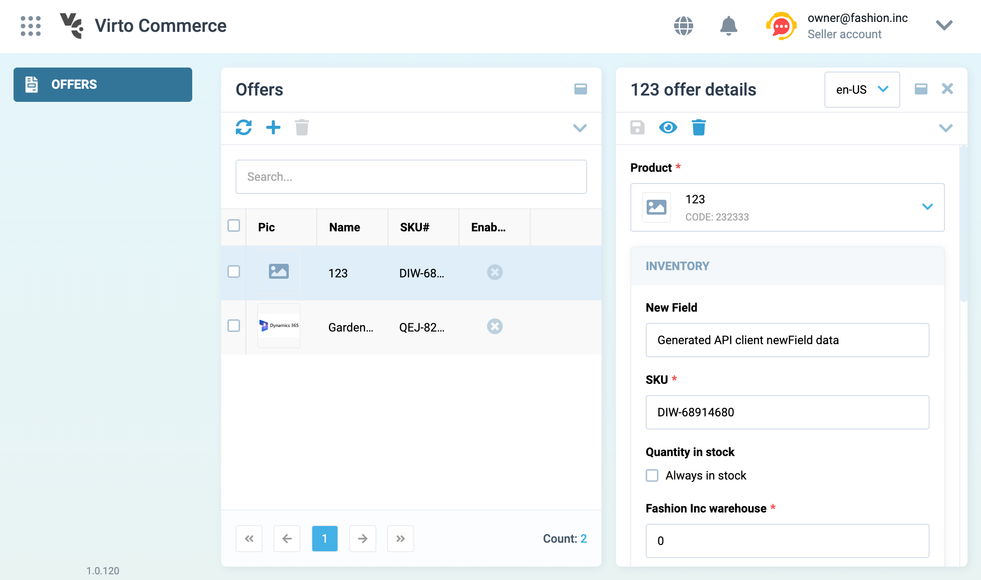 Virto Commerce
owner@fashion.inc
Seller account
OFFERS
Offers
Search...
Pic Name SKU# Enab...
123 DIW-68...
Dynamics 365 Garden... QEJ-82...
1
Count: 2
123 offer details
en-US
Product *
123
CODE: 232333
INVENTORY
New Field
Generated API client newField data
SKU *
DIW-68914680
Quantity in stock
Always in stock
Fashion Inc warehouse *
0
1.0.120